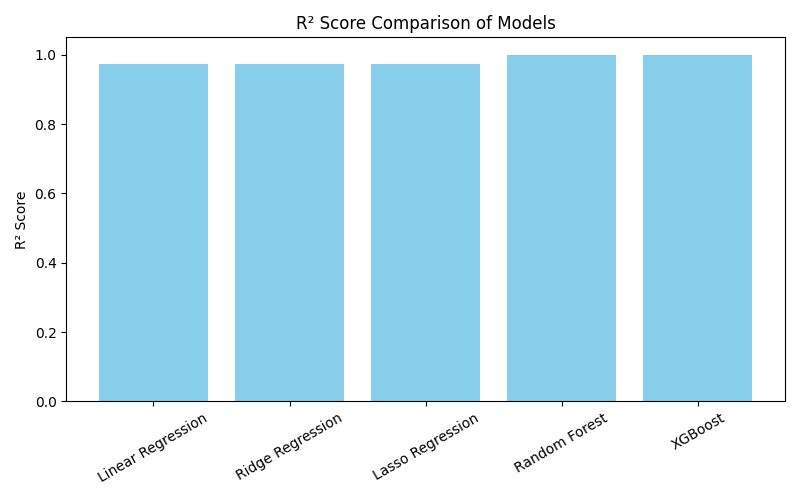 R² Score Comparison of Models
R² Score
1.0
0.8
0.6
0.4
0.2
0.0
Linear Regression
Ridge Regression
Lasso Regression
Random Forest
XGBoost